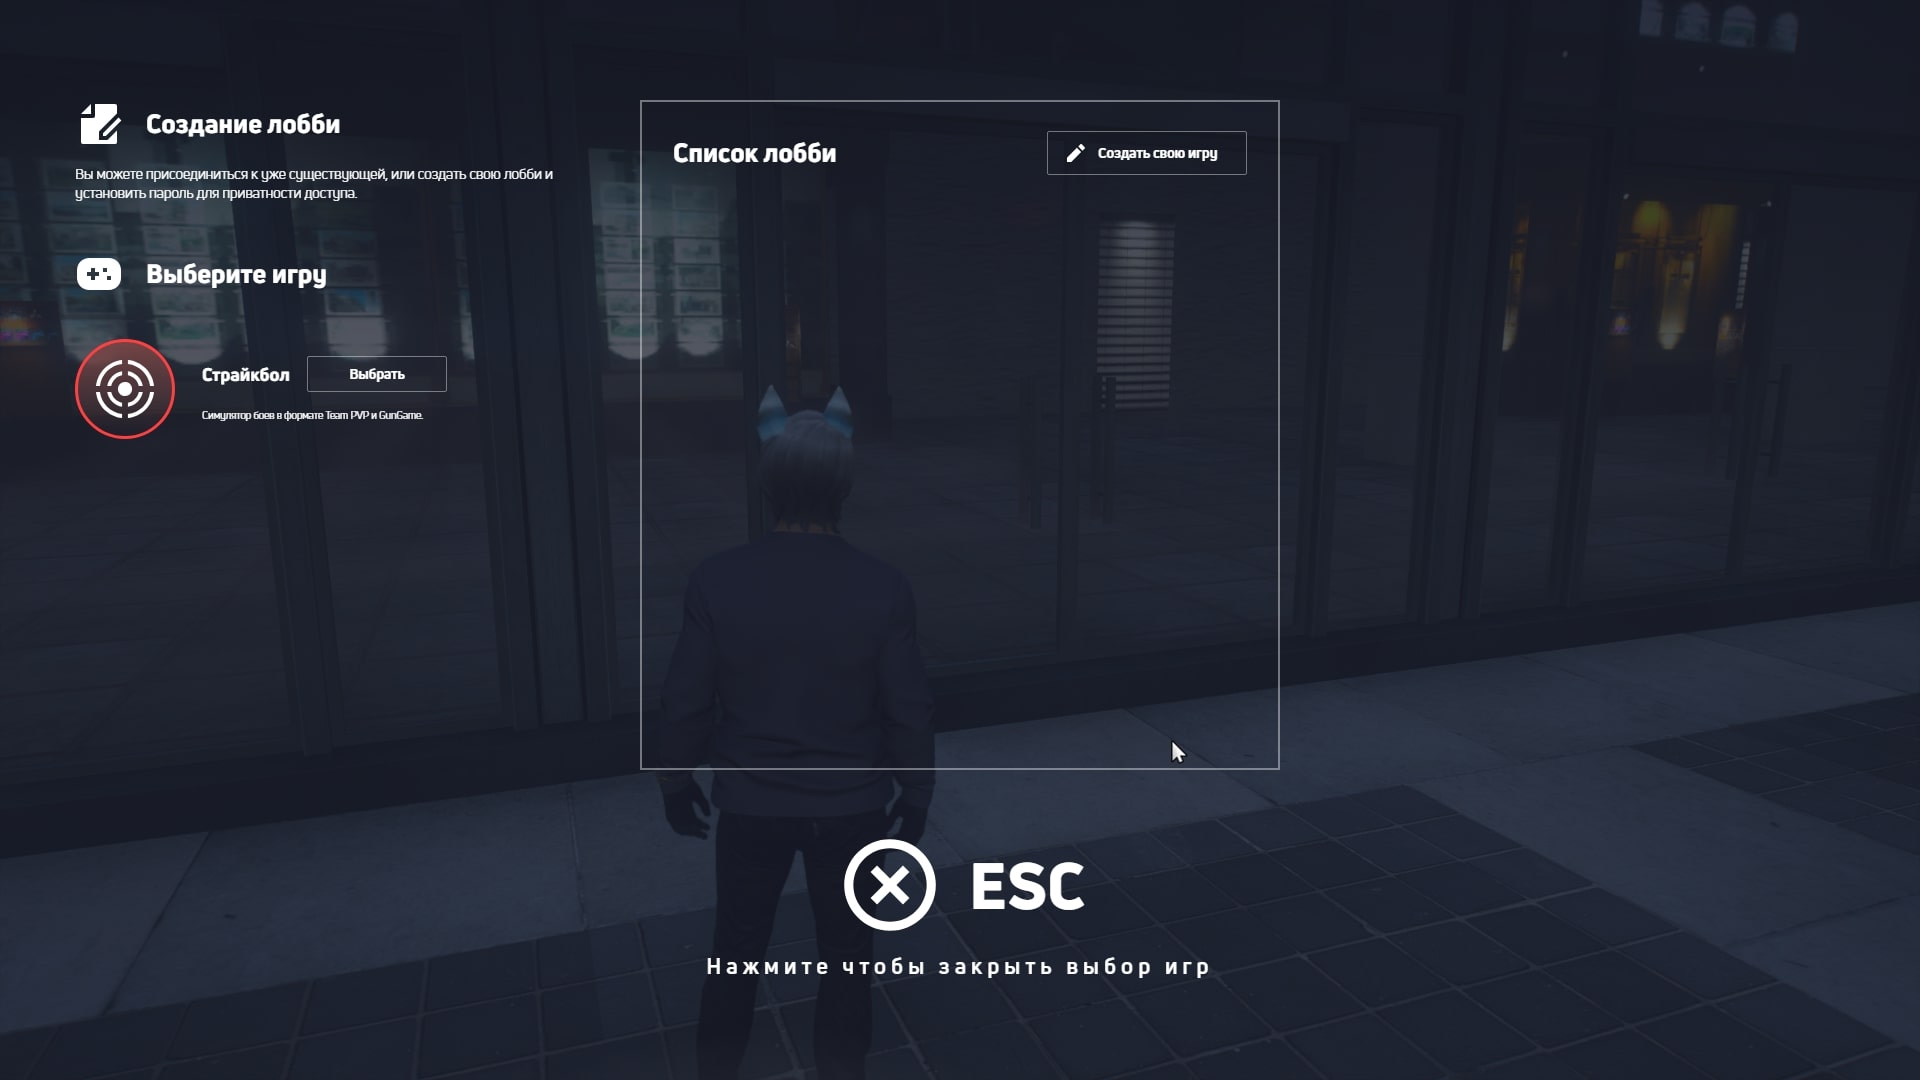 Создание лобби
Вы можете присоединиться к уже существующей, или создать свою лобби и
установить пароль для приватности доступа.
Выберите игру
Страйкбол
Выбрать
Симулятор боев в формате Team PVP и GunGame.
Список лобби
Создать свою игру
ESC
Нажмите чтобы закрыть выбор игр